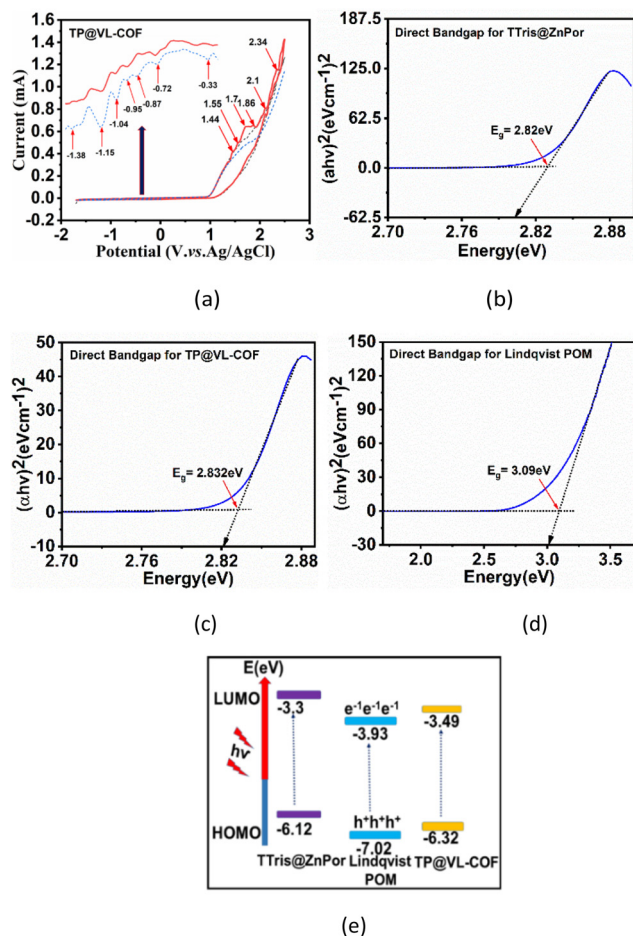 TP@VL-COF
1.6
1.4
1.2
1.0
0.8
0.6
0.4
0.2
0.0
-0.2
Current (mA)
-1.38
-1.15
-1.04
-0.95
-0.87
-0.72
-0.33
1.44
1.55
1.7
1.86
2.1
2.34
-2 -1 0 1 2 3
Potential (V.vs.Ag/AgCl)
(a)
Direct Bandgap for TTris@ZnPor
(ahv)2(eVcm-1)2
187.5
125.0
62.5
0.0
-62.5
Eg = 2.82eV
2.70 2.76 2.82 2.88
Energy(eV)
(b)
Direct Bandgap for TP@VL-COF
(αhv)2(eVcm-1)2
50
40
30
20
10
0
-10
Eg = 2.832eV
2.70 2.76 2.82 2.88
Energy(eV)
(c)
Direct Bandgap for Lindqvist POM
(αhv)2(eVcm-1)2
150
120
90
60
30
0
-30
Eg = 3.09eV
2.0 2.5 3.0 3.5
Energy(eV)
(d)
E(eV)
LUMO
hv
HOMO
-3.3
e-1e-1e-1
-3.93
-3.49
-6.12
h+h+h+
-7.02
-6.32
TTris@ZnPor Lindqvist TP@VL-COF
POM
(e)